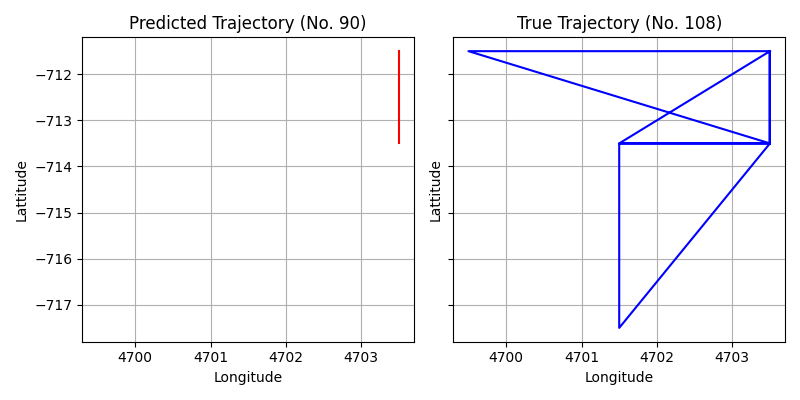 Predicted Trajectory (No. 90)
True Trajectory (No. 108)
Lattitude
−712
−713
−714
−715
−716
−717
4700
4701
4702
4703
Longitude
Lattitude
4700
4701
4702
4703
Longitude